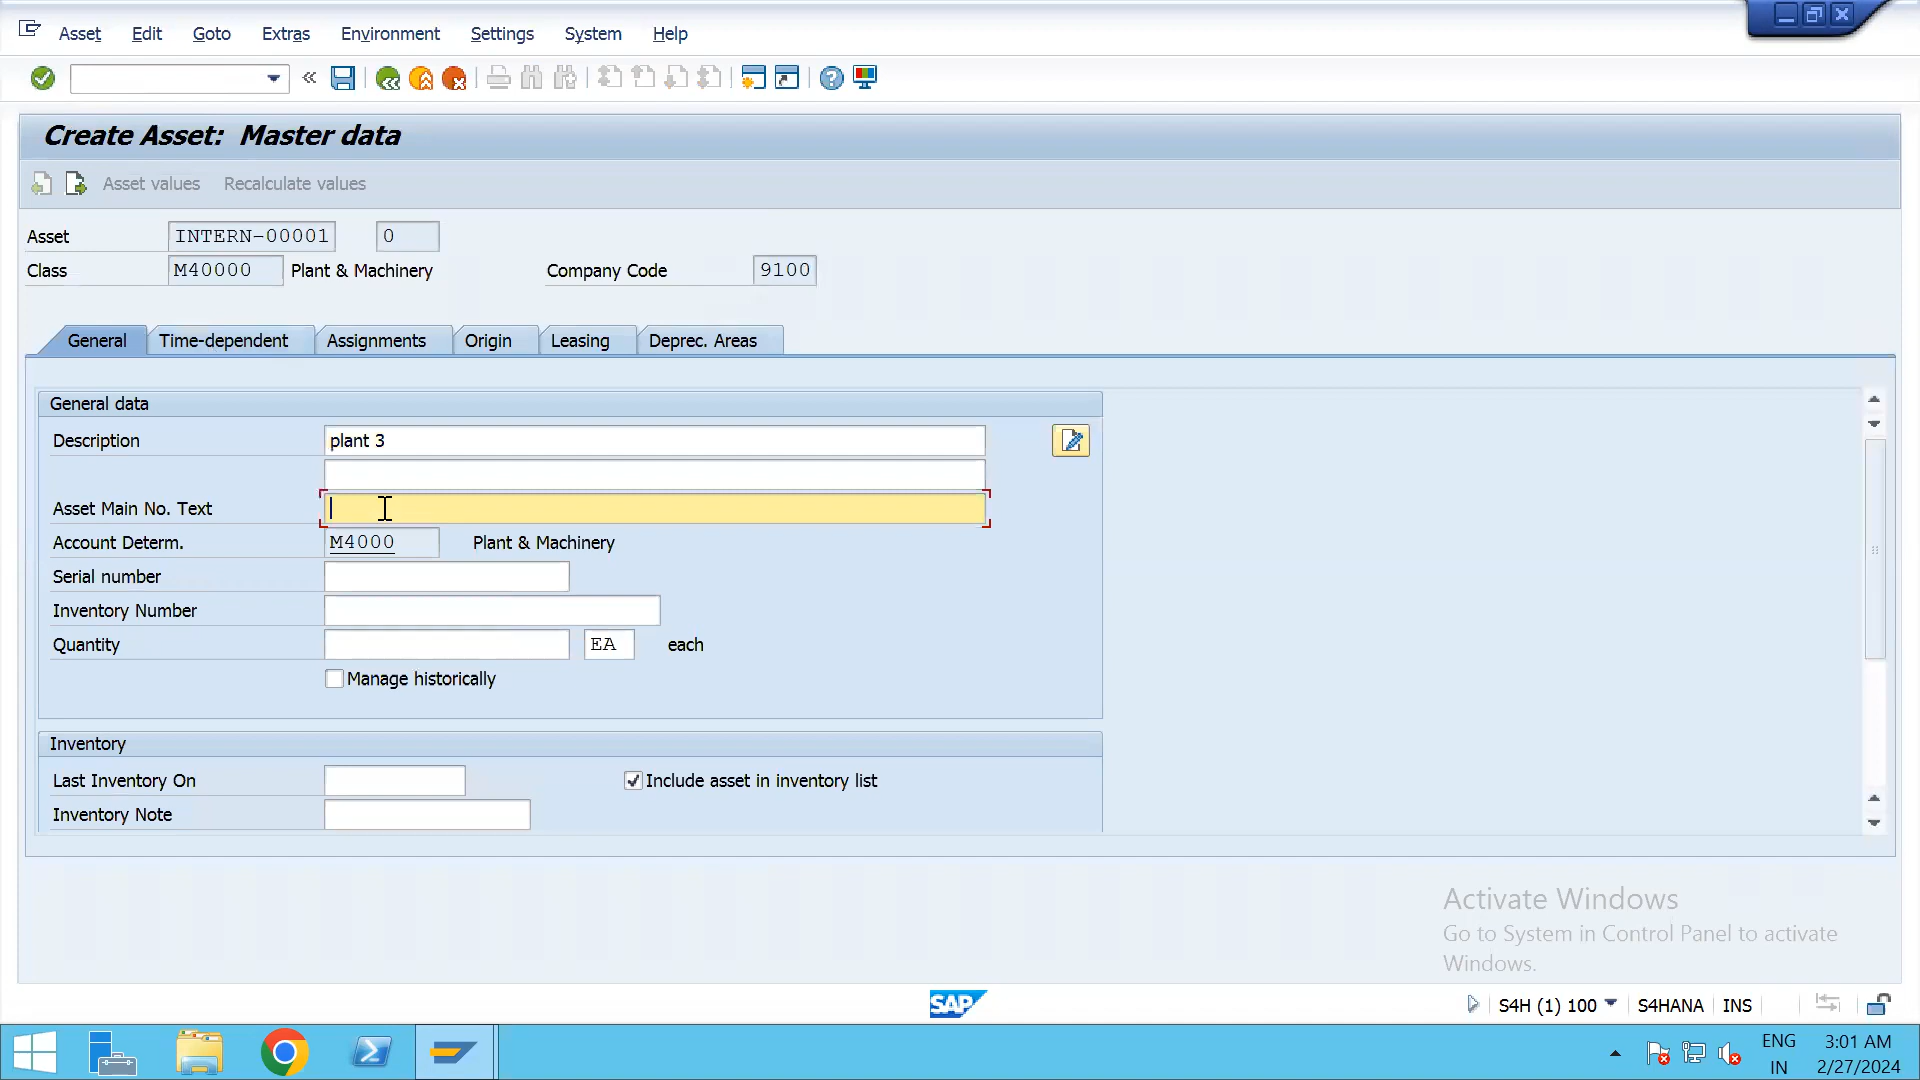 Asset Edit Goto Extras Environment Settings System Help
Create Asset: Master data
Asset values Recalculate values
Asset INTERN-00001 0
Class M40000 Plant & Machinery Company Code 9100
General Time-dependent Assignments Origin Leasing Deprec. Areas
General data
Description plant 3
Asset Main No. Text
Account Determ. M4000 Plant & Machinery
Serial number
Inventory Number
Quantity EA each
Manage historically
Inventory
Last Inventory On Include asset in inventory list
Inventory Note
Activate Windows
Go to System in Control Panel to activate
Windows.
SAP S4H (1) 100 S4HANA INS
ENG 3:01 AM
IN 2/27/2024